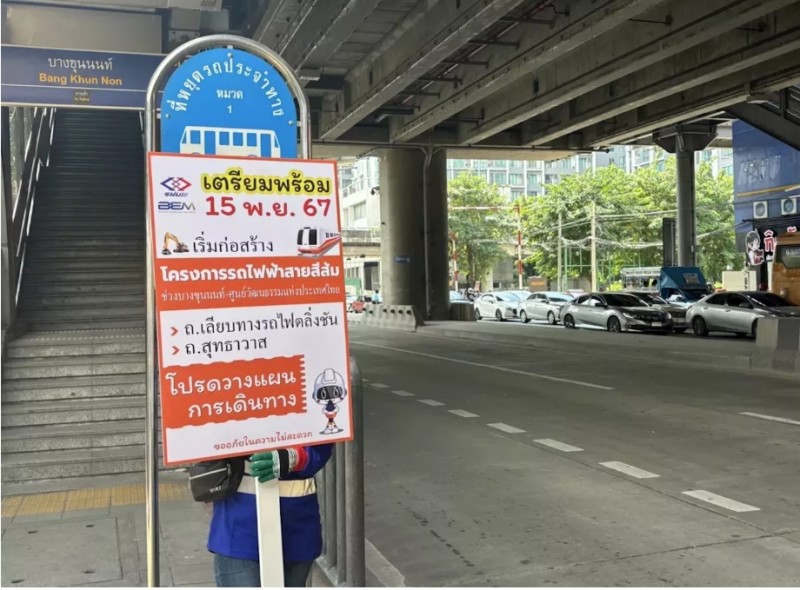 บางขุนนนท์
Bang Khun Non
ที่หยุดรถประจำทาง
หมวด
1
BEM
เตรียมพร้อม
15 พ.ย. 67
เริ่มก่อสร้าง
โครงการรถไฟฟ้าสายสีส้ม
ช่วงบางขุนนนท์-ศูนย์วัฒนธรรมแห่งประเทศไทย
ถ.เลียบทางรถไฟตลิ่งชัน
ถ.สุทธาวาส
โปรดวางแผน
การเดินทาง
ขออภัยในความไม่สะดวก